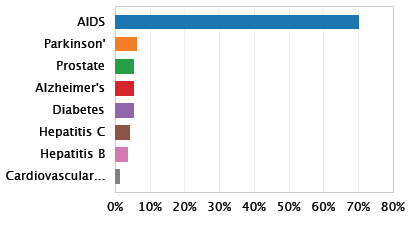 AIDS
Parkinson'
Prostate
Alzheimer's
Diabetes
Hepatitis C
Hepatitis B
Cardiovascular...
0% 10% 20% 30% 40% 50% 60% 70% 80%